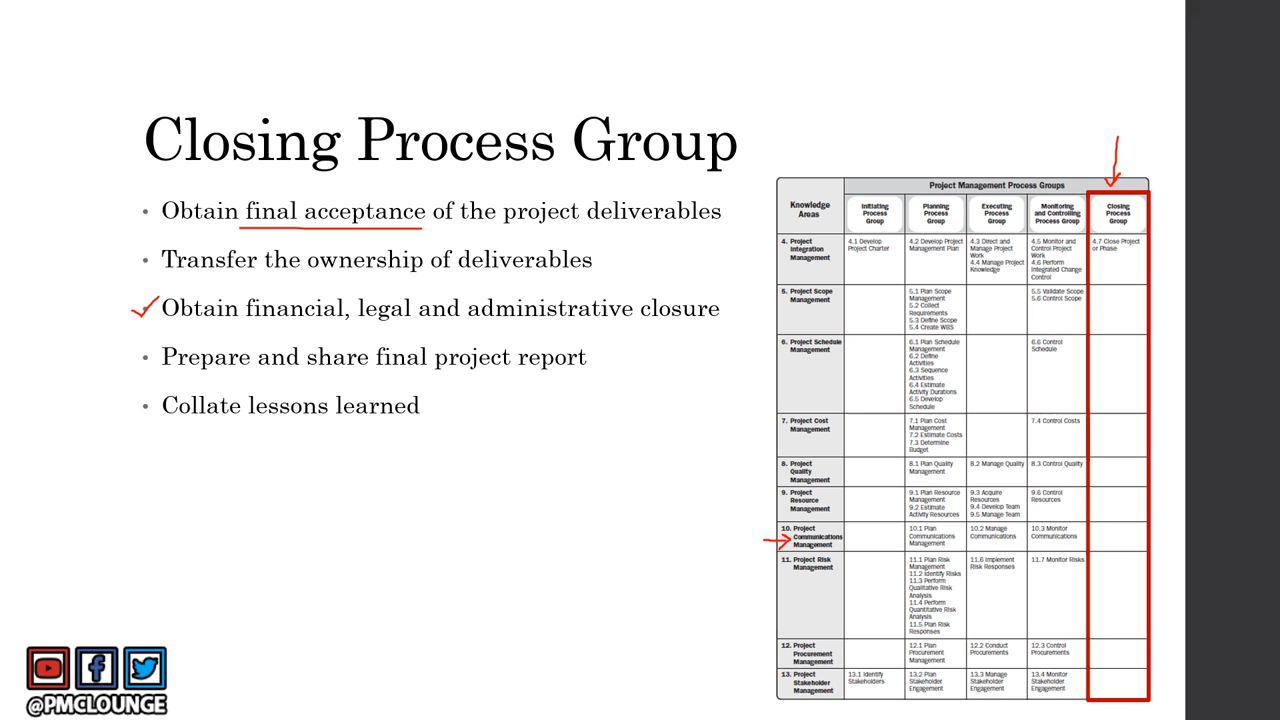 Closing Process Group
• Obtain final acceptance of the project deliverables
• Transfer the ownership of deliverables
• Obtain financial, legal and administrative closure
• Prepare and share final project report
• Collate lessons learned
@PMCLOUNGE
Knowledge
Areas
Project Management Process Groups
Initiating
Process
Group
Planning
Process
Group
Executing
Process
Group
Monitoring
and Controlling
Process Group
Closing
Process
Group
4. Project
Integration
Management
4.1 Develop
Project Charter
4.2 Develop Project
Management Plan
4.3 Direct and
Manage Project
Work
4.4 Manage Project
Knowledge
4.5 Monitor and
Control Project
Work
4.6 Perform
Integrated Change
Control
4.7 Close Project
or Phase
5. Project Scope
Management
5.1 Plan Scope
Management
5.2 Collect
Requirements
5.3 Define Scope
5.4 Create WBS
5.5 Validate Scope
5.6 Control Scope
6. Project Schedule
Management
6.1 Plan Schedule
Management
6.2 Define
Activities
6.3 Sequence
Activities
6.4 Estimate
Activity Durations
6.5 Develop
Schedule
6.6 Control
Schedule
7. Project Cost
Management
7.1 Plan Cost
Management
7.2 Estimate Costs
7.3 Determine
Budget
7.4 Control Costs
8. Project
Quality
Management
8.1 Plan Quality
Management
8.2 Manage Quality
8.3 Control Quality
9. Project
Resource
Management
9.1 Plan Resource
Management
9.2 Estimate
Activity Resources
9.3 Acquire
Resources
9.4 Develop Team
9.5 Manage Team
9.6 Control
Resources
10. Project
Communications
Management
10.1 Plan
Communications
Management
10.2 Manage
Communications
10.3 Monitor
Communications
11. Project Risk
Management
11.1 Plan Risk
Management
11.2 Identify Risks
11.3 Perform
Qualitative Risk
Analysis
11.4 Perform
Quantitative Risk
Analysis
11.5 Plan Risk
Responses
11.6 Implement
Risk Responses
11.7 Monitor Risks
12. Project
Procurement
Management
12.1 Plan
Procurement
Management
12.2 Conduct
Procurements
12.3 Control
Procurements
13. Project
Stakeholder
Management
13.1 Identify
Stakeholders
13.2 Plan
Stakeholder
Engagement
13.3 Manage
Stakeholder
Engagement
13.4 Monitor
Stakeholder
Engagement